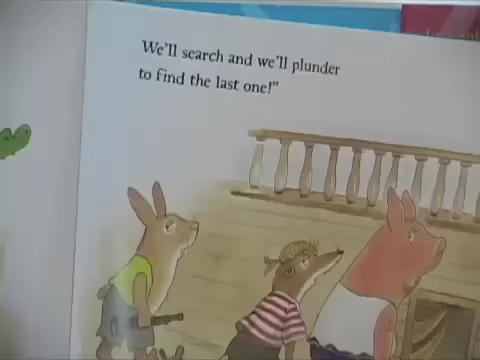 We'll search and we'll plunder
to find the last one!"